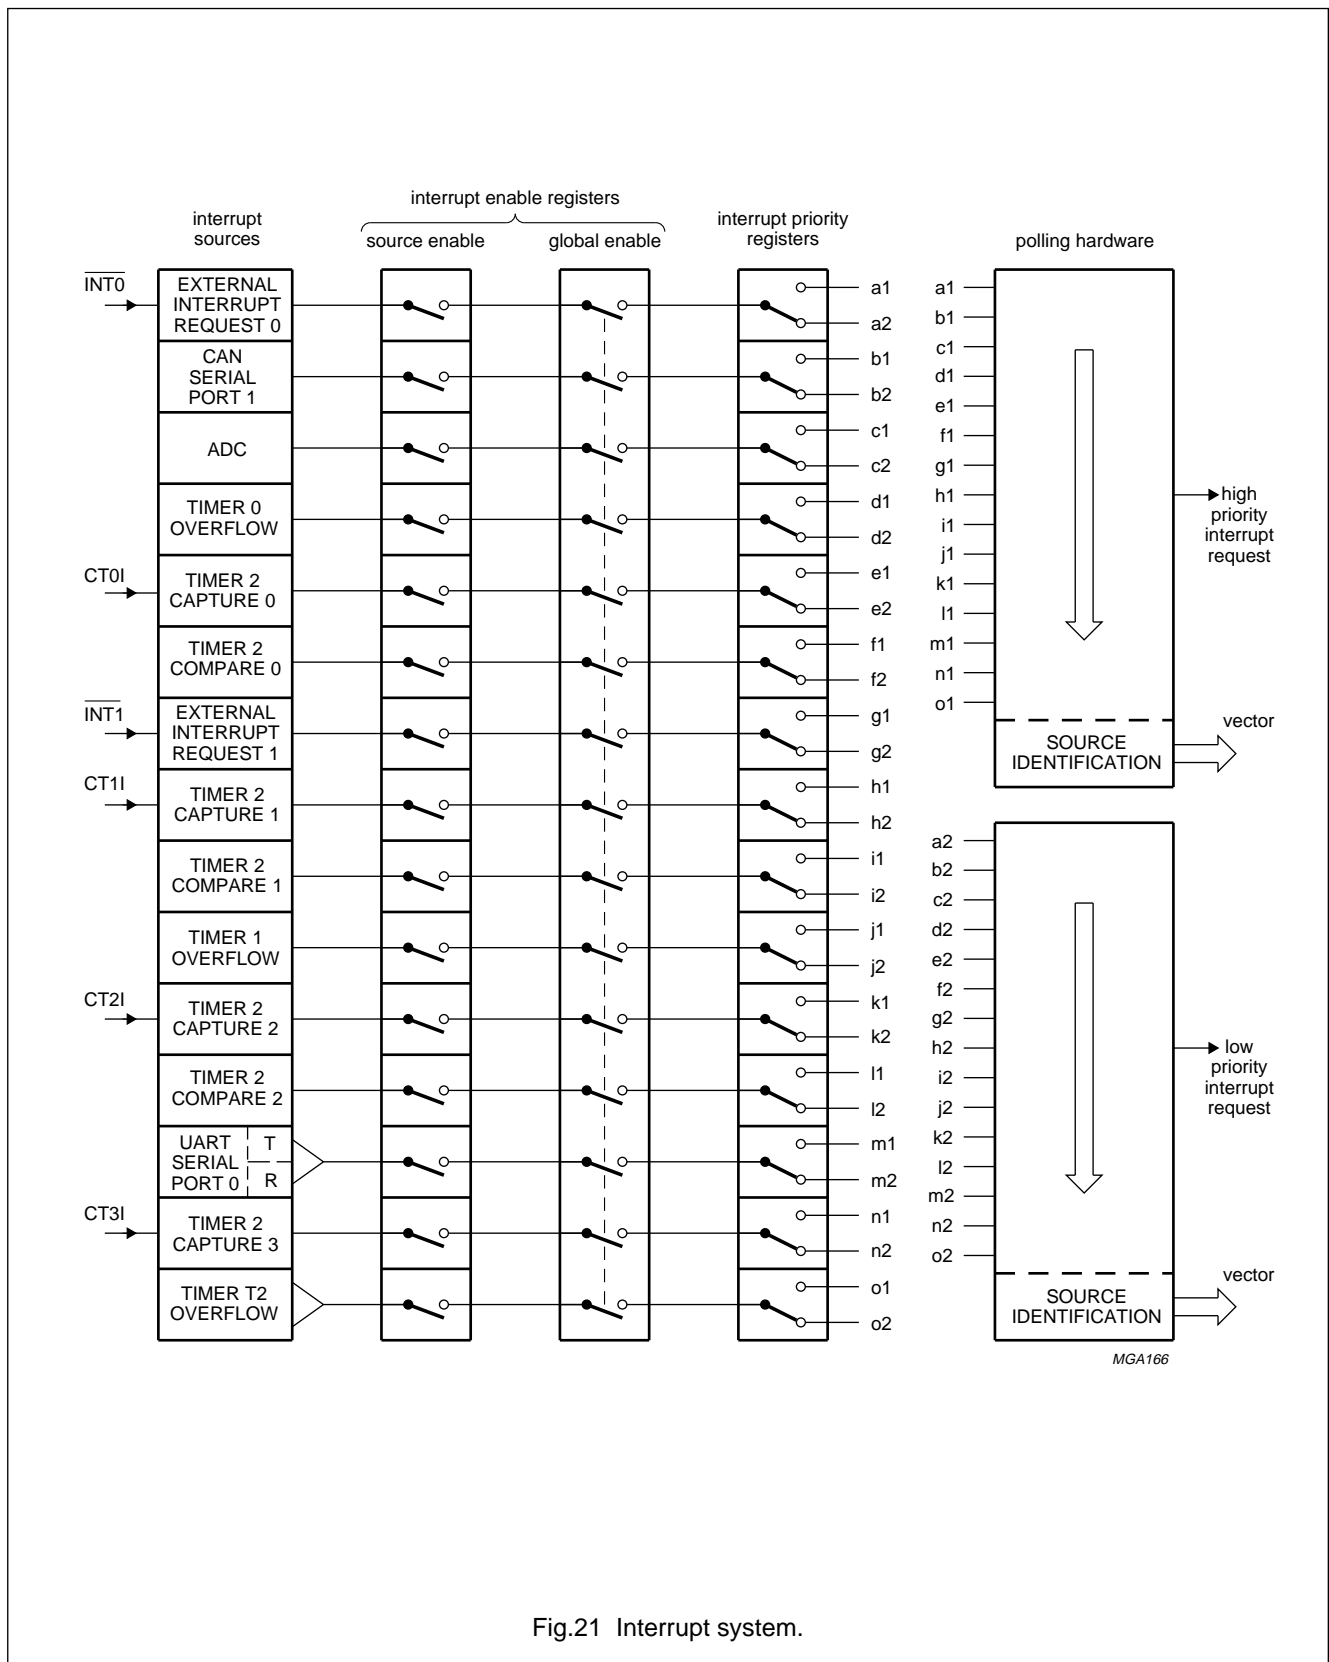 interrupt enable registers
interrupt
sources
source enable
global enable
interrupt priority
registers
polling hardware
INT0
EXTERNAL
INTERRUPT
REQUEST 0
a1
a2
CAN
SERIAL
PORT 1
b1
b2
ADC
c1
c2
TIMER 0
OVERFLOW
d1
d2
CT0I
TIMER 2
CAPTURE 0
e1
e2
TIMER 2
COMPARE 0
f1
f2
INT1
EXTERNAL
INTERRUPT
REQUEST 1
g1
g2
CT1I
TIMER 2
CAPTURE 1
h1
h2
TIMER 2
COMPARE 1
i1
i2
TIMER 1
OVERFLOW
j1
j2
CT2I
TIMER 2
CAPTURE 2
k1
k2
TIMER 2
COMPARE 2
l1
l2
UART
SERIAL
PORT 0
T
R
m1
m2
CT3I
TIMER 2
CAPTURE 3
n1
n2
TIMER T2
OVERFLOW
o1
o2
a1
b1
c1
d1
e1
f1
g1
h1
i1
j1
k1
l1
m1
n1
o1
high
priority
interrupt
request
SOURCE
IDENTIFICATION
vector
a2
b2
c2
d2
e2
f2
g2
h2
i2
j2
k2
l2
m2
n2
o2
low
priority
interrupt
request
SOURCE
IDENTIFICATION
vector
MGA166
Fig.21 Interrupt system.